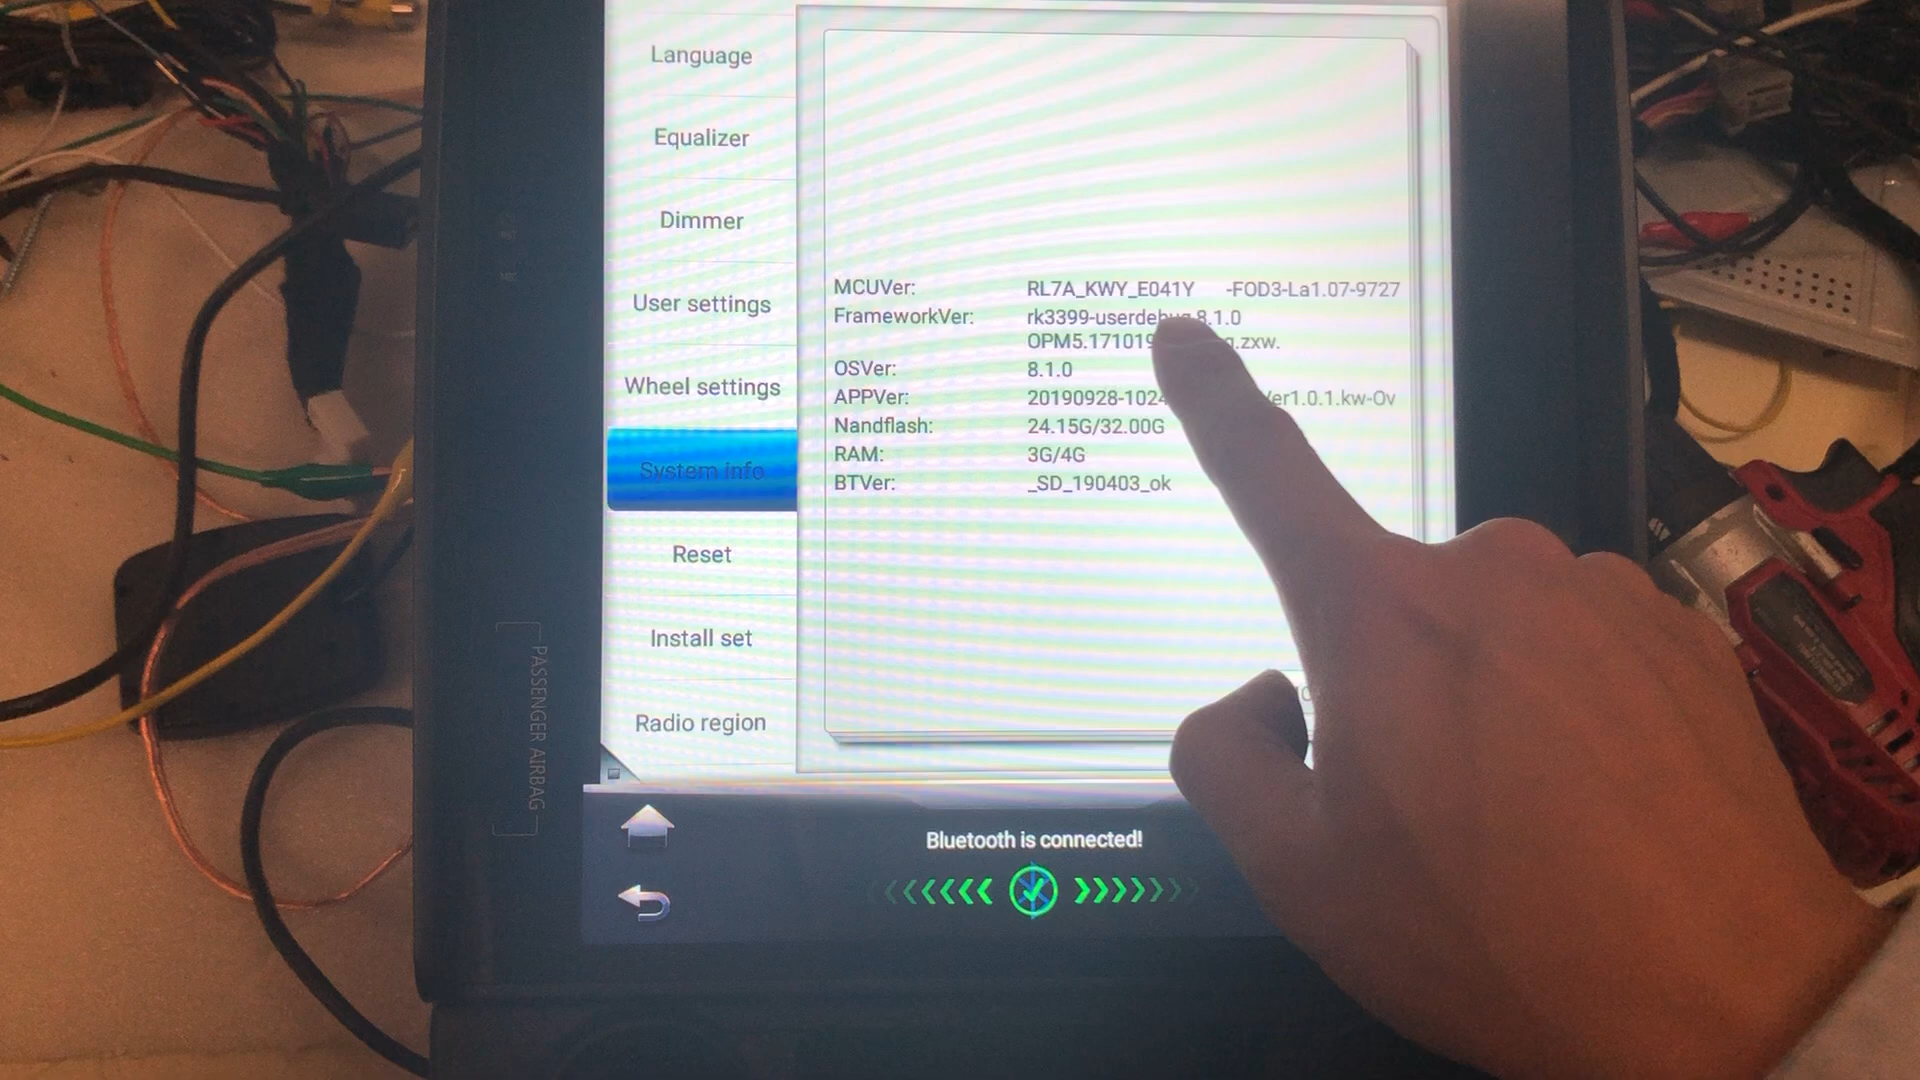 Language
Equalizer
Dimmer
User settings
Wheel settings
System info
Reset
Install set
Radio region
MCUVer: RL7A_KWY_E041Y -FOD3-La1.07-9727
FrameworkVer: rk3399-userdebug 8.1.0
OPM5.171019 .zxw.
OSVer: 8.1.0
APPVer: 20190928-1024 Ver1.0.1.kw-Ov
Nandflash: 24.15G/32.00G
RAM: 3G/4G
BTVer: _SD_190403_ok
Bluetooth is connected!
PASSENGER AIRBAG